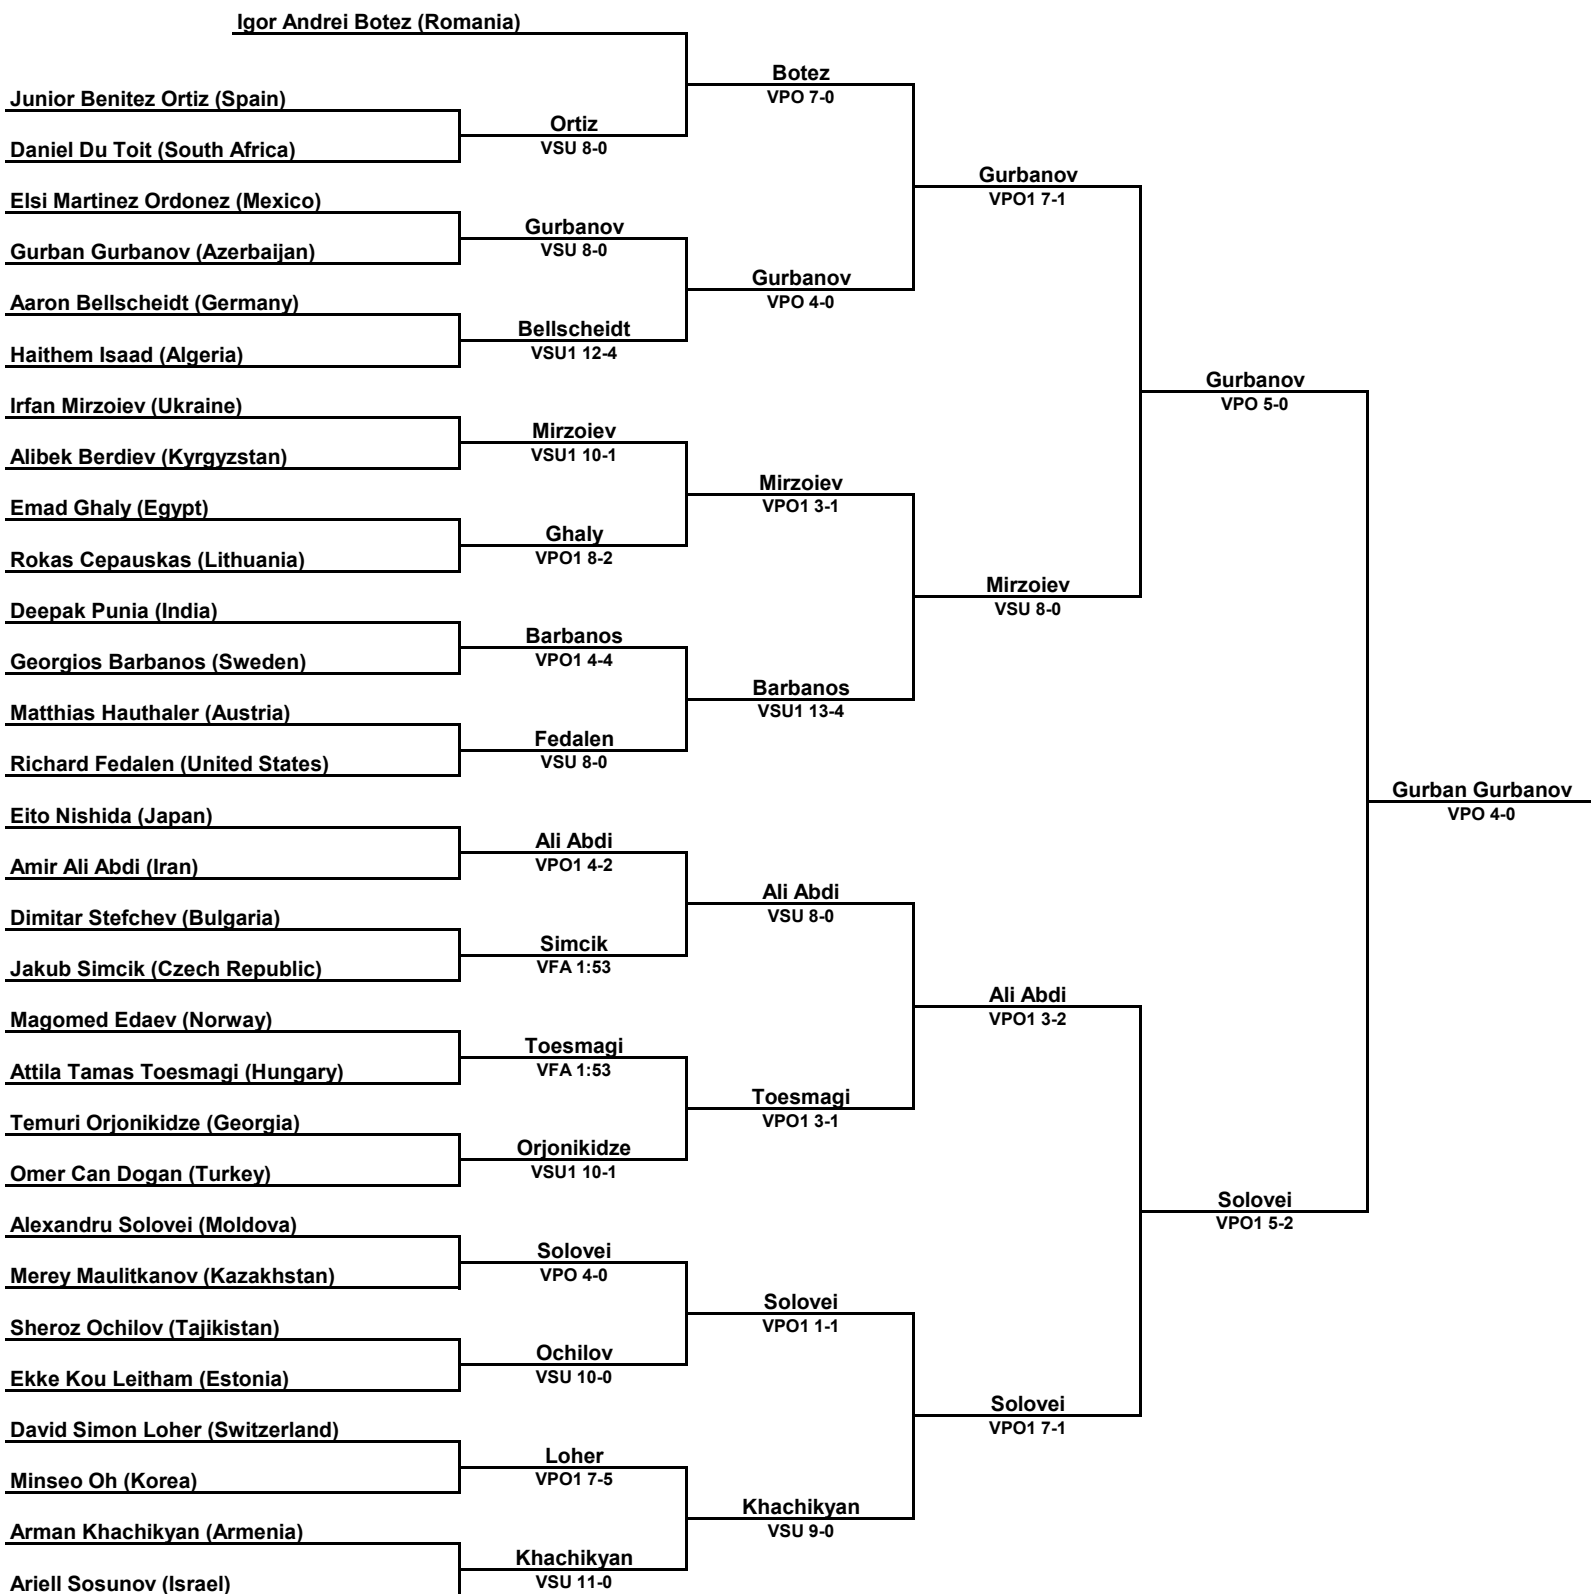 Igor Andrei Botez (Romania)
Botez
VPO 7-0
Junior Benitez Ortiz (Spain)
Ortiz
VSU 8-0
Daniel Du Toit (South Africa)
Gurbanov
VPO1 7-1
Elsi Martinez Ordonez (Mexico)
Gurbanov
VSU 8-0
Gurban Gurbanov (Azerbaijan)
Gurbanov
VPO 4-0
Aaron Bellscheidt (Germany)
Bellscheidt
VSU1 12-4
Haithem Isaad (Algeria)
Gurbanov
VPO 5-0
Irfan Mirzoiev (Ukraine)
Mirzoiev
VSU1 10-1
Alibek Berdiev (Kyrgyzstan)
Mirzoiev
VPO1 3-1
Emad Ghaly (Egypt)
Ghaly
VPO1 8-2
Rokas Cepauskas (Lithuania)
Mirzoiev
VSU 8-0
Deepak Punia (India)
Barbanos
VPO1 4-4
Georgios Barbanos (Sweden)
Barbanos
VSU1 13-4
Matthias Hauthaler (Austria)
Fedalen
VSU 8-0
Richard Fedalen (United States)
Gurban Gurbanov
VPO 4-0
Eito Nishida (Japan)
Ali Abdi
VPO1 4-2
Amir Ali Abdi (Iran)
Ali Abdi
VSU 8-0
Dimitar Stefchev (Bulgaria)
Simcik
VFA 1:53
Jakub Simcik (Czech Republic)
Ali Abdi
VPO1 3-2
Magomed Edaev (Norway)
Toesmagi
VFA 1:53
Attila Tamas Toesmagi (Hungary)
Toesmagi
VPO1 3-1
Temuri Orjonikidze (Georgia)
Orjonikidze
VSU1 10-1
Omer Can Dogan (Turkey)
Solovei
VPO1 5-2
Alexandru Solovei (Moldova)
Solovei
VPO 4-0
Merey Maulitkanov (Kazakhstan)
Solovei
VPO1 1-1
Sheroz Ochilov (Tajikistan)
Ochilov
VSU 10-0
Ekke Kou Leitham (Estonia)
Solovei
VPO1 7-1
David Simon Loher (Switzerland)
Loher
VPO1 7-5
Minseo Oh (Korea)
Khachikyan
VSU 9-0
Arman Khachikyan (Armenia)
Khachikyan
VSU 11-0
Ariell Sosunov (Israel)